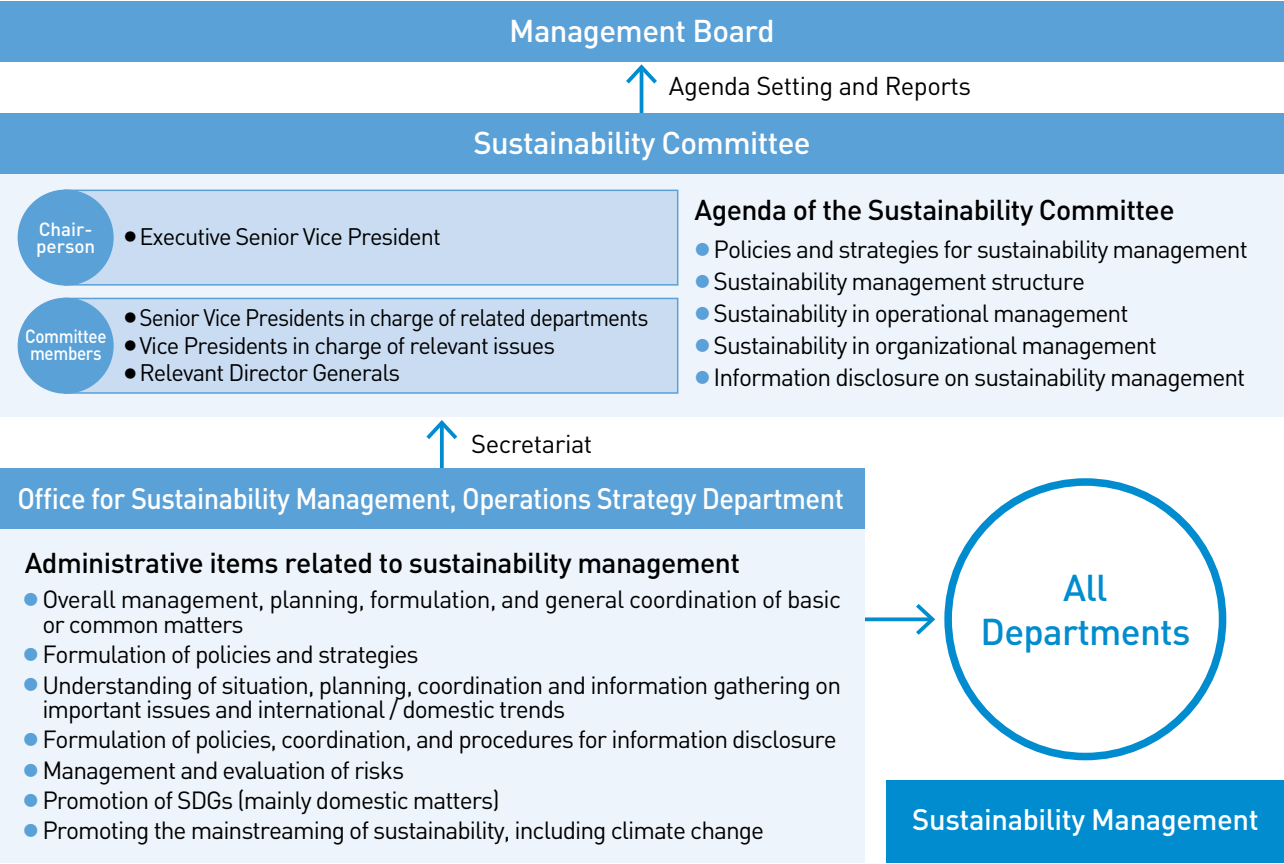 Management Board
Agenda Setting and Reports
Sustainability Committee
Chair-
person
● Executive Senior Vice President
Committee
members
● Senior Vice Presidents in charge of related departments
● Vice Presidents in charge of relevant issues
● Relevant Director Generals
Agenda of the Sustainability Committee
● Policies and strategies for sustainability management
● Sustainability management structure
● Sustainability in operational management
● Sustainability in organizational management
● Information disclosure on sustainability management
Secretariat
Office for Sustainability Management, Operations Strategy Department
Administrative items related to sustainability management
● Overall management, planning, formulation, and general coordination of basic
or common matters
● Formulation of policies and strategies
● Understanding of situation, planning, coordination and information gathering on
important issues and international / domestic trends
● Formulation of policies, coordination, and procedures for information disclosure
● Management and evaluation of risks
● Promotion of SDGs (mainly domestic matters)
● Promoting the mainstreaming of sustainability, including climate change
All
Departments
Sustainability Management